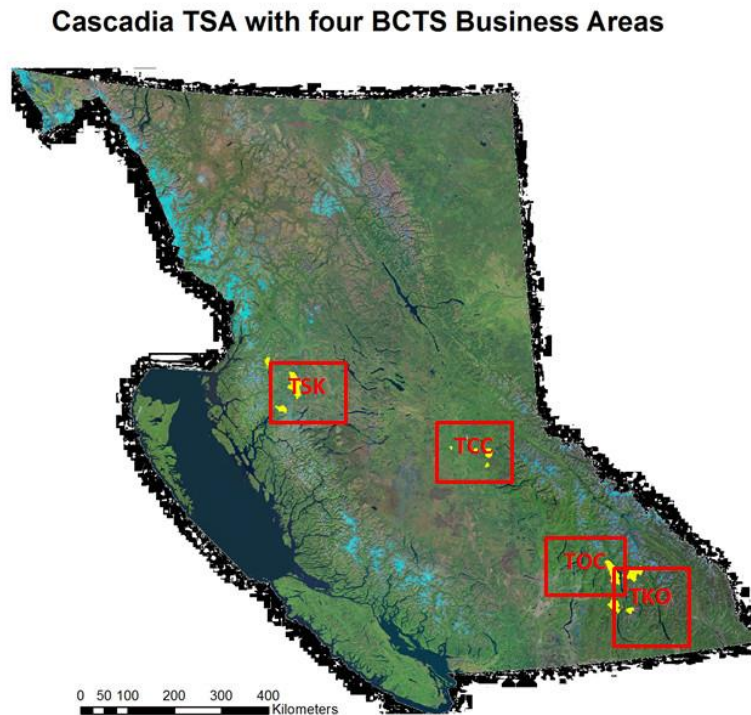 Cascadia TSA with four BCTS Business Areas
TSK
TCC
TOC
TKO
0 50 100 200 300 400
Kilometers